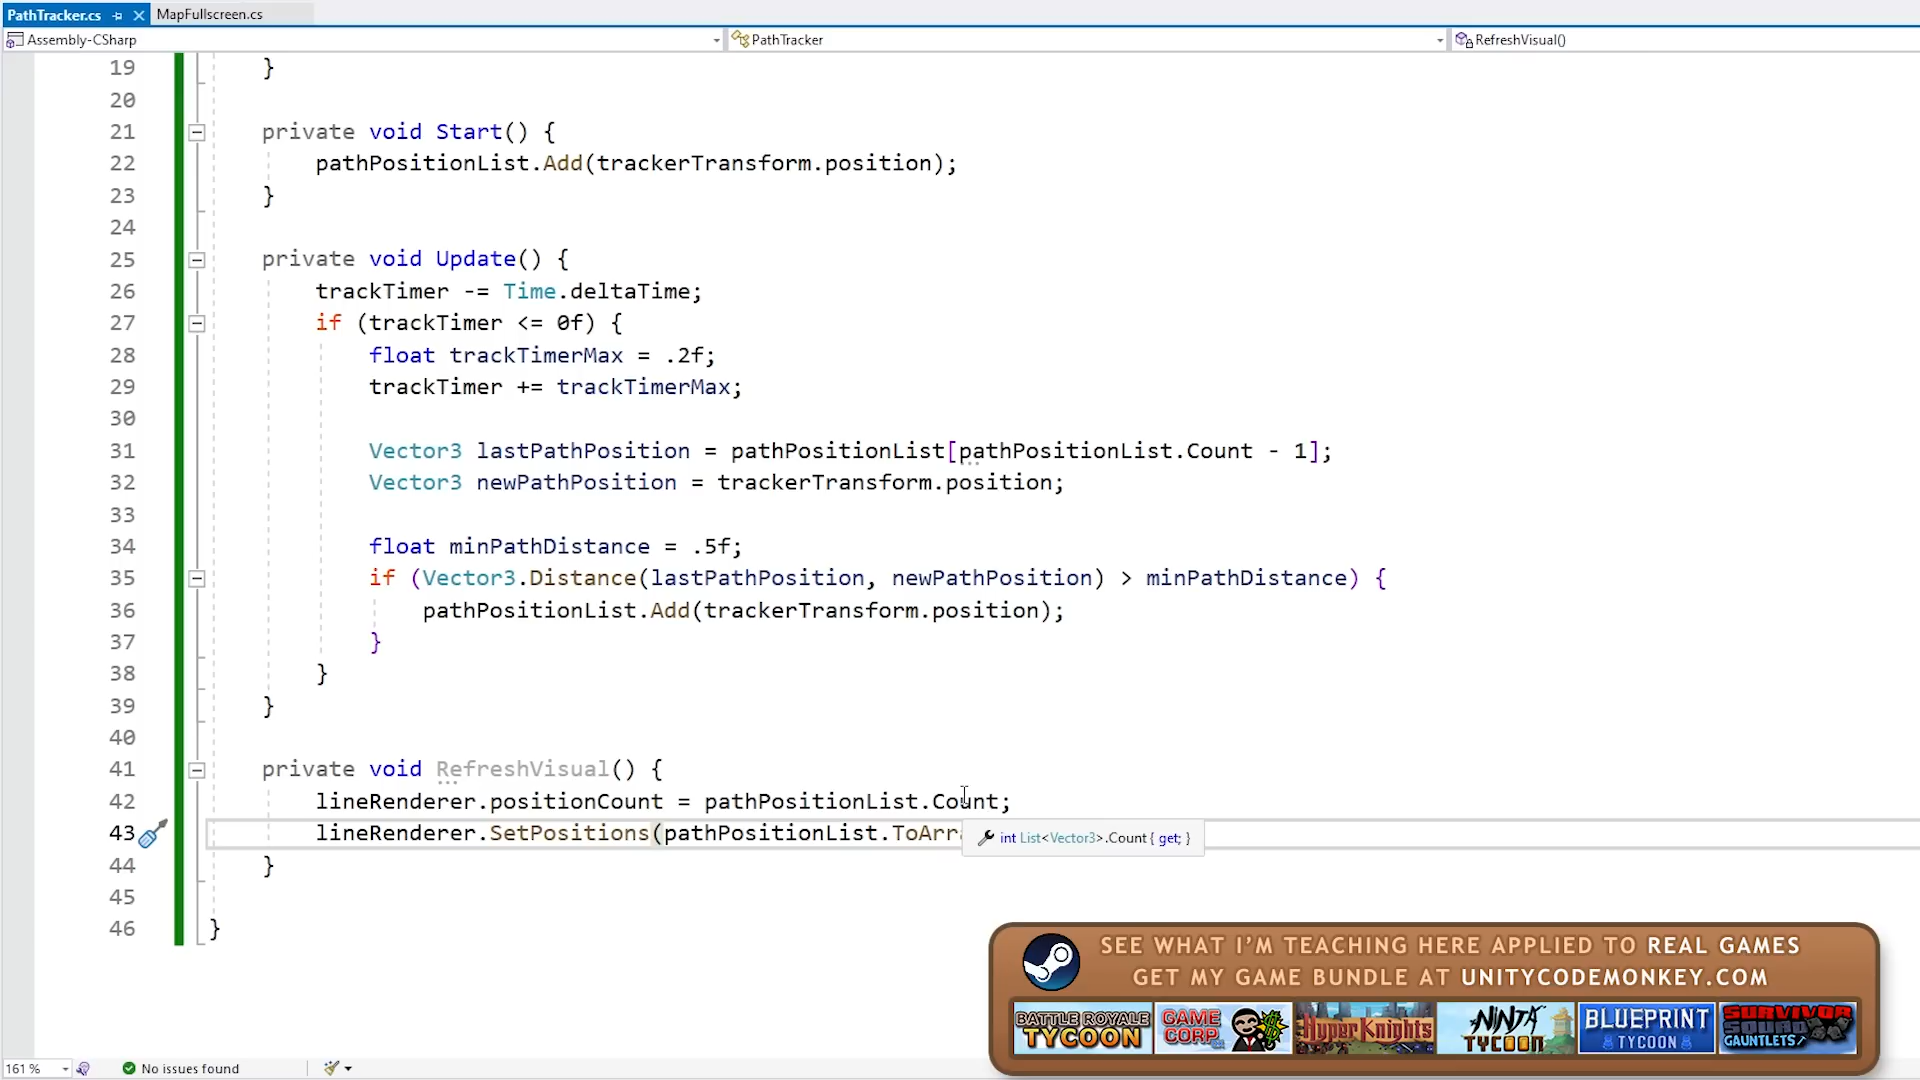 PathTracker.cs
MapFullscreen.cs
Assembly-CSharp
PathTracker
RefreshVisual()
19 }
20
21 private void Start() {
22 pathPositionList.Add(trackerTransform.position);
23 }
24
25 private void Update() {
26 trackTimer -= Time.deltaTime;
27 if (trackTimer <= 0f) {
28 float trackTimerMax = .2f;
29 trackTimer += trackTimerMax;
30
31 Vector3 lastPathPosition = pathPositionList[pathPositionList.Count - 1];
32 Vector3 newPathPosition = trackerTransform.position;
33
34 float minPathDistance = .5f;
35 if (Vector3.Distance(lastPathPosition, newPathPosition) > minPathDistance) {
36 pathPositionList.Add(trackerTransform.position);
37 }
38 }
39 }
40
41 private void RefreshVisual() {
42 lineRenderer.positionCount = pathPositionList.Count;
43 lineRenderer.SetPositions(pathPositionList.ToArr
int List<Vector3>.Count { get; }
44 }
45
46 }
SEE WHAT I'M TEACHING HERE APPLIED TO REAL GAMES
GET MY GAME BUNDLE AT UNITYCODEMONKEY.COM
BATTLE ROYALE TYCOON
GAME CORP
HYPER KNIGHTS
NINJA TYCOON
BLUEPRINT TYCOON
SURVIVOR SQUAD GAUNTLETS
161 %
No issues found